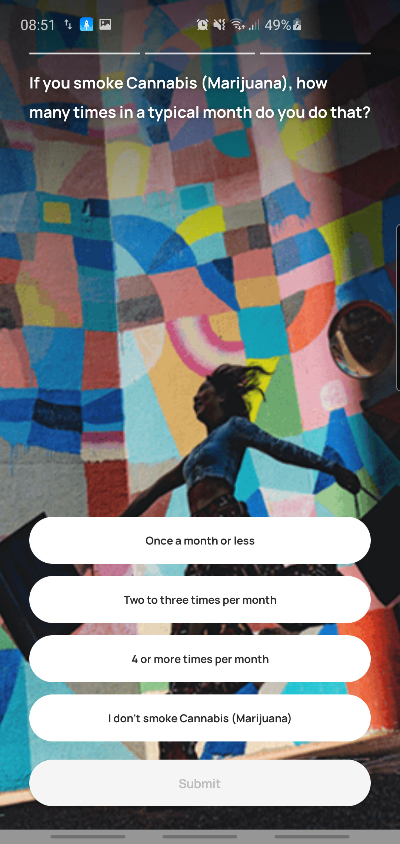 08:51 49%
If you smoke Cannabis (Marijuana), how
many times in a typical month do you do that?
Once a month or less
Two to three times per month
4 or more times per month
I don't smoke Cannabis (Marijuana)
Submit